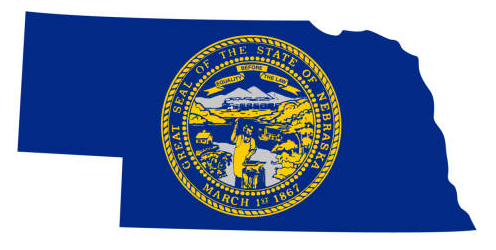 GREAT SEAL OF THE STATE OF NEBRASKA
EQUALITY BEFORE THE LAW
MARCH 1ST 1867